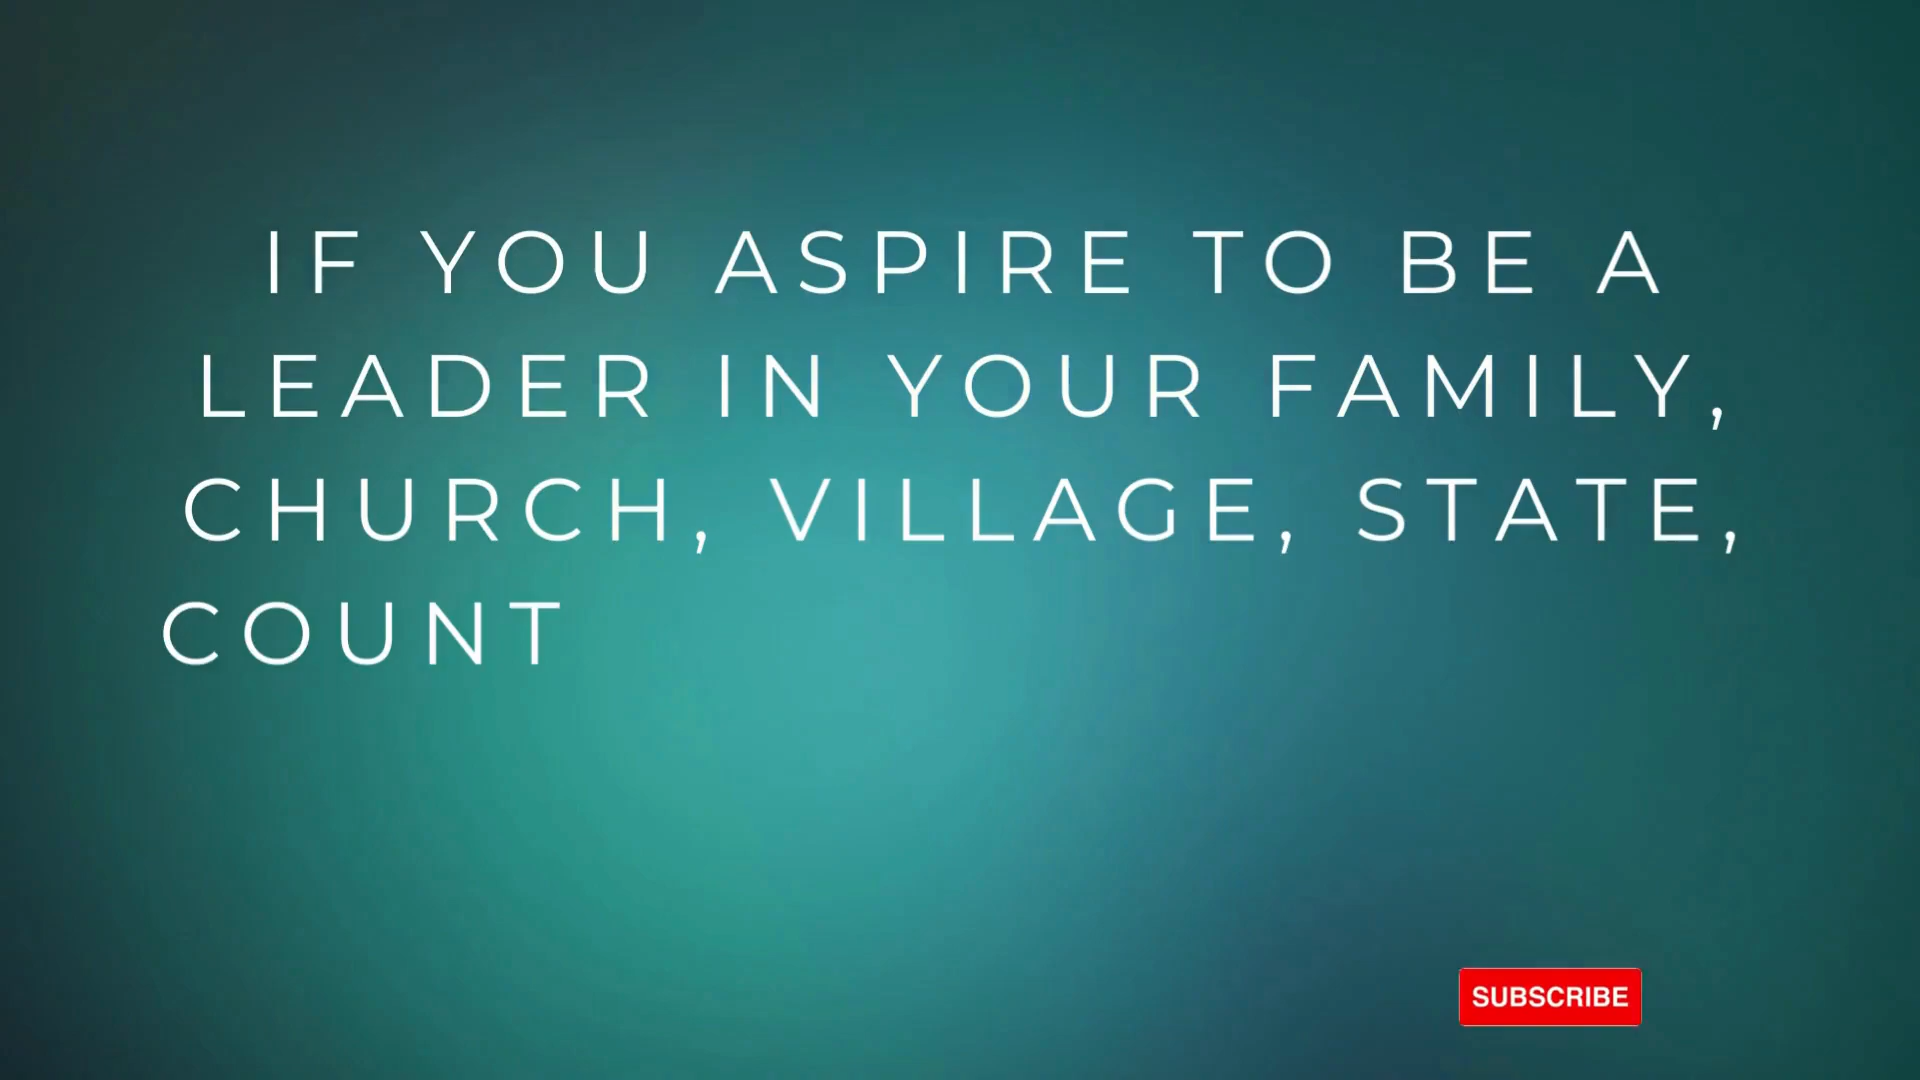 IF YOU ASPIRE TO BE A
LEADER IN YOUR FAMILY,
CHURCH, VILLAGE, STATE,
COUNT
SUBSCRIBE